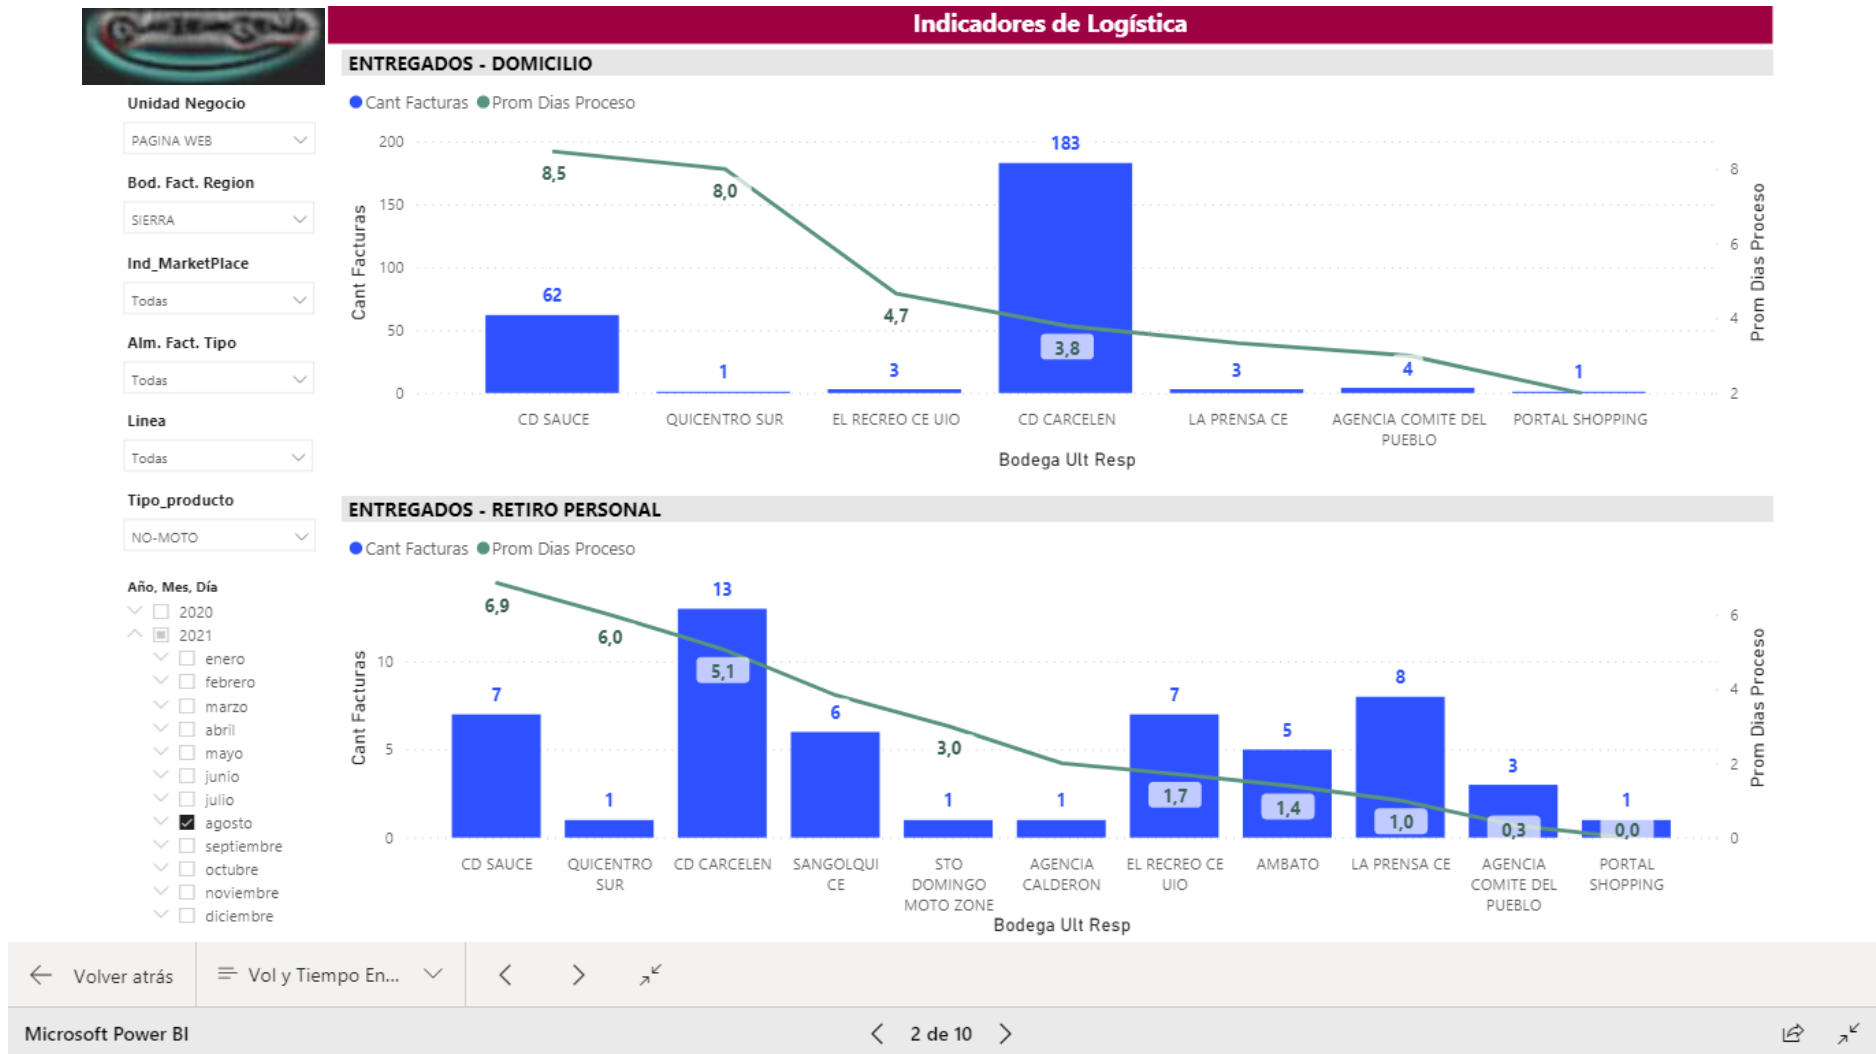 Indicadores de Logística
Unidad Negocio
PAGINA WEB
Bod. Fact. Region
SIERRA
Ind_MarketPlace
Todas
Alm. Fact. Tipo
Todas
Linea
Todas
Tipo_producto
NO-MOTO
Año, Mes, Día
2020
2021
enero
febrero
marzo
abril
mayo
junio
julio
agosto
septiembre
octubre
noviembre
diciembre
ENTREGADOS - DOMICILIO
Cant Facturas Prom Dias Proceso
200
150
100
50
0
Cant Facturas
8
6
4
2
Prom Dias Proceso
62 1 3 183 3 4 1
8,5 8,0 4,7 3,8
CD SAUCE QUICENTRO SUR EL RECREO CE UIO CD CARCELEN LA PRENSA CE AGENCIA COMITE DEL PORTAL SHOPPING
PUEBLO
Bodega Ult Resp
ENTREGADOS - RETIRO PERSONAL
Cant Facturas Prom Dias Proceso
10
5
0
Cant Facturas
6
4
2
0
Prom Dias Proceso
7 1 13 6 1 1 7 5 8 3 1
6,9 6,0 5,1 3,0 1,7 1,4 1,0 0,3 0,0
CD SAUCE QUICENTRO CD CARCELEN SANGOLQUI STO AGENCIA EL RECREO CE AMBATO LA PRENSA CE AGENCIA PORTAL
SUR CE DOMINGO CALDERON UIO COMITE DEL SHOPPING
MOTO ZONE PUEBLO
Bodega Ult Resp
Volver atrás Vol y Tiempo En...
Microsoft Power BI 2 de 10